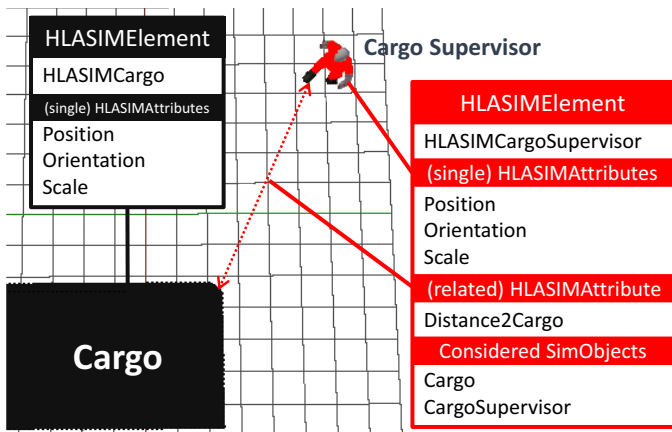 HLASIMElement
HLASIMCargo
(single) HLASIMAttributes
Position
Orientation
Scale
Cargo
Cargo Supervisor
HLASIMElement
HLASIMCargoSupervisor
(single) HLASIMAttributes
Position
Orientation
Scale
(related) HLASIMAttribute
Distance2Cargo
Considered SimObjects
Cargo
CargoSupervisor